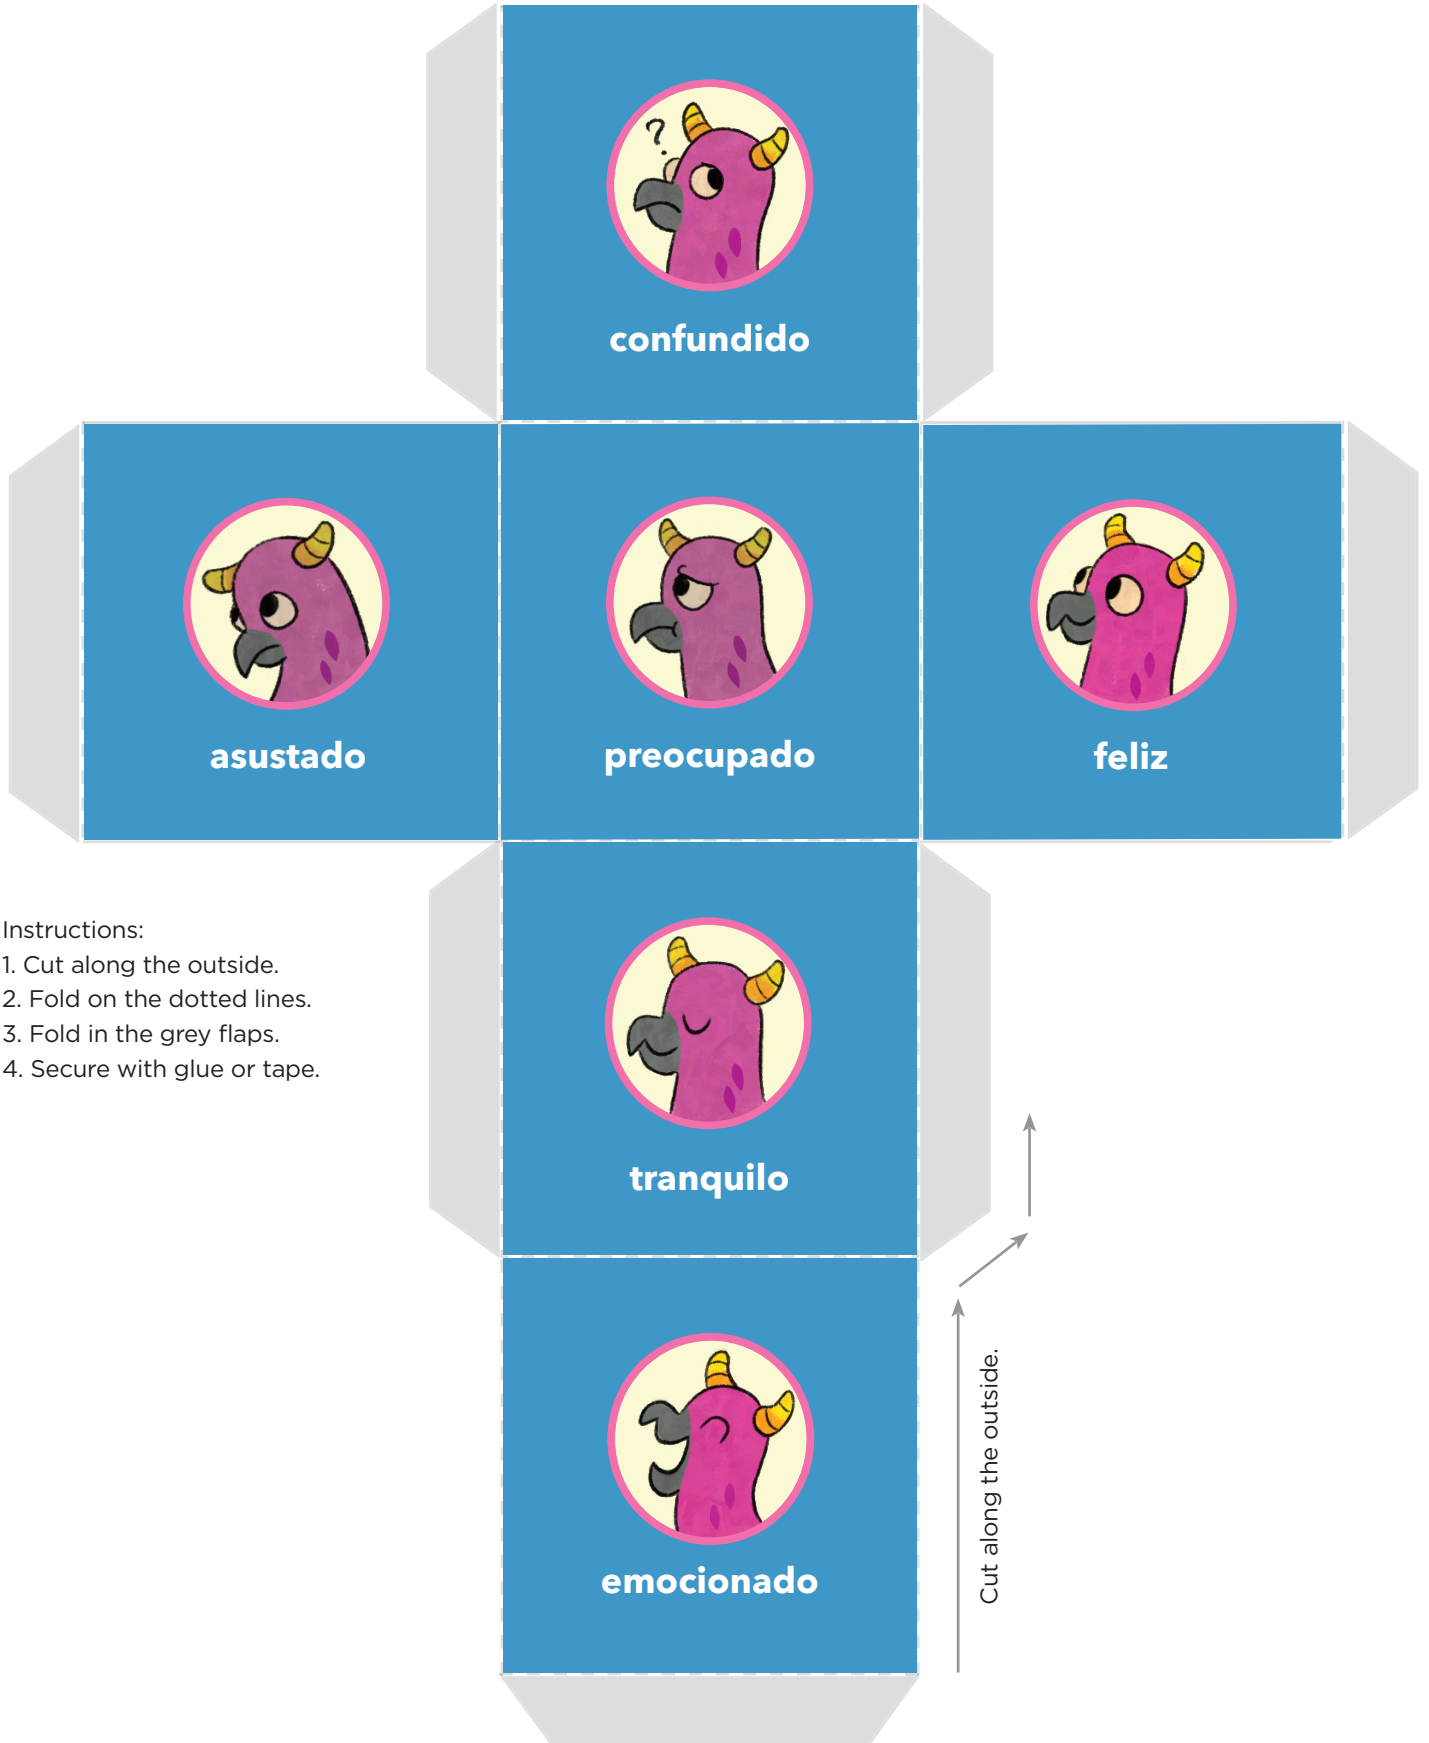 ?
confundido
asustado
preocupado
feliz
Instructions:
1. Cut along the outside.
2. Fold on the dotted lines.
3. Fold in the grey flaps.
4. Secure with glue or tape.
tranquilo
Cut along the outside.
emocionado